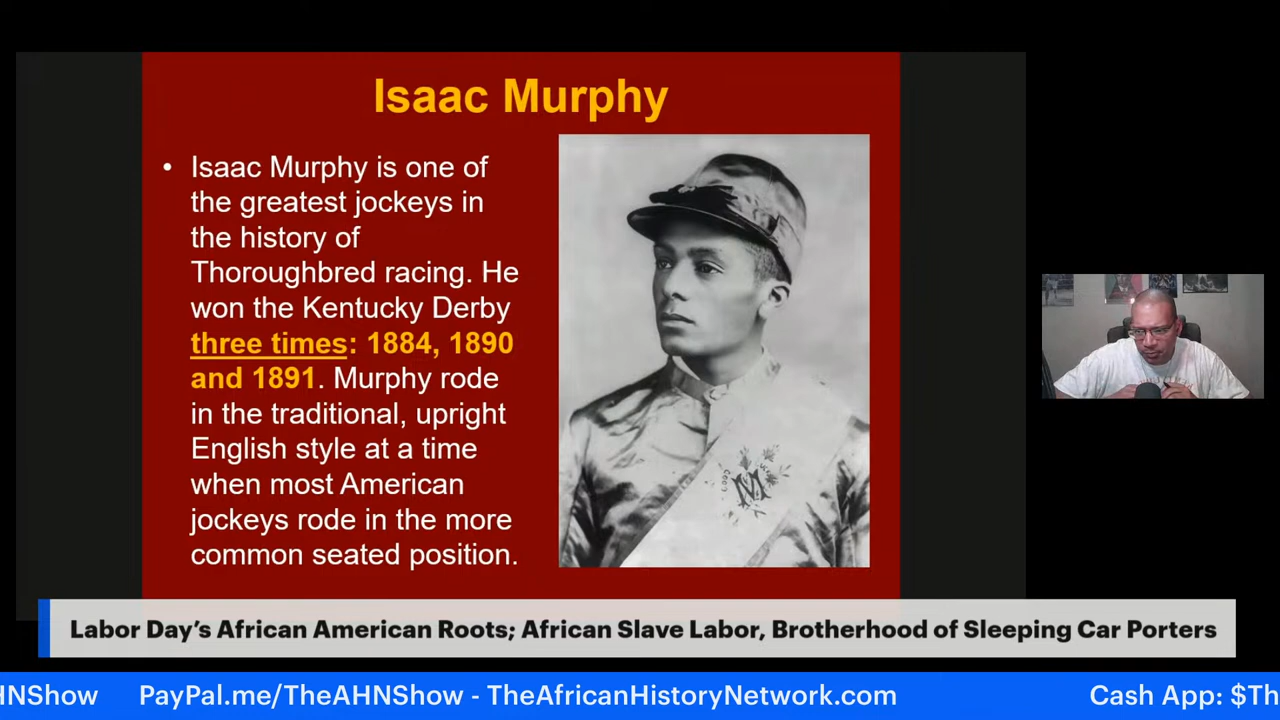 Isaac Murphy
• Isaac Murphy is one of
the greatest jockeys in
the history of
Thoroughbred racing. He
won the Kentucky Derby
three times: 1884, 1890
and 1891. Murphy rode
in the traditional, upright
English style at a time
when most American
jockeys rode in the more
common seated position.
M
Labor Day's African American Roots; African Slave Labor, Brotherhood of Sleeping Car Porters
HNShow PayPal.me/TheAHNShow - TheAfricanHistoryNetwork.com Cash App: $Th